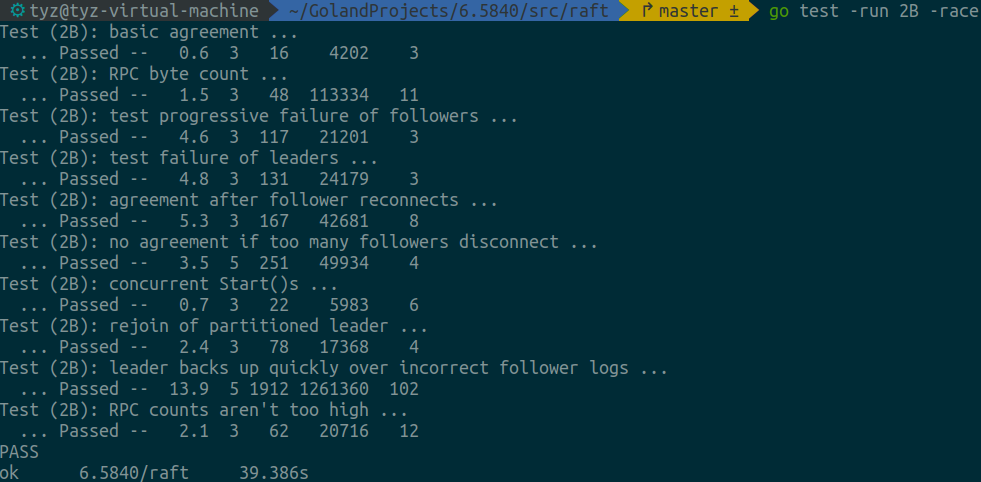 tyz@tyz-virtual-machine ~/GolandProjects/6.5840/src/raft master ± go test -run 2B -race
Test (2B): basic agreement ...
  ... Passed --   0.6  3   16    4202    3
Test (2B): RPC byte count ...
  ... Passed --   1.5  3   48  113334   11
Test (2B): test progressive failure of followers ...
  ... Passed --   4.6  3  117   21201    3
Test (2B): test failure of leaders ...
  ... Passed --   4.8  3  131   24179    3
Test (2B): agreement after follower reconnects ...
  ... Passed --   5.3  3  167   42681    8
Test (2B): no agreement if too many followers disconnect ...
  ... Passed --   3.5  5  251   49934    4
Test (2B): concurrent Start()s ...
  ... Passed --   0.7  3   22    5983    6
Test (2B): rejoin of partitioned leader ...
  ... Passed --   2.4  3   78   17368    4
Test (2B): leader backs up quickly over incorrect follower logs ...
  ... Passed --  13.9  5 1912 1261360  102
Test (2B): RPC counts aren't too high ...
  ... Passed --   2.1  3   62   20716   12
PASS
ok      6.5840/raft     39.386s